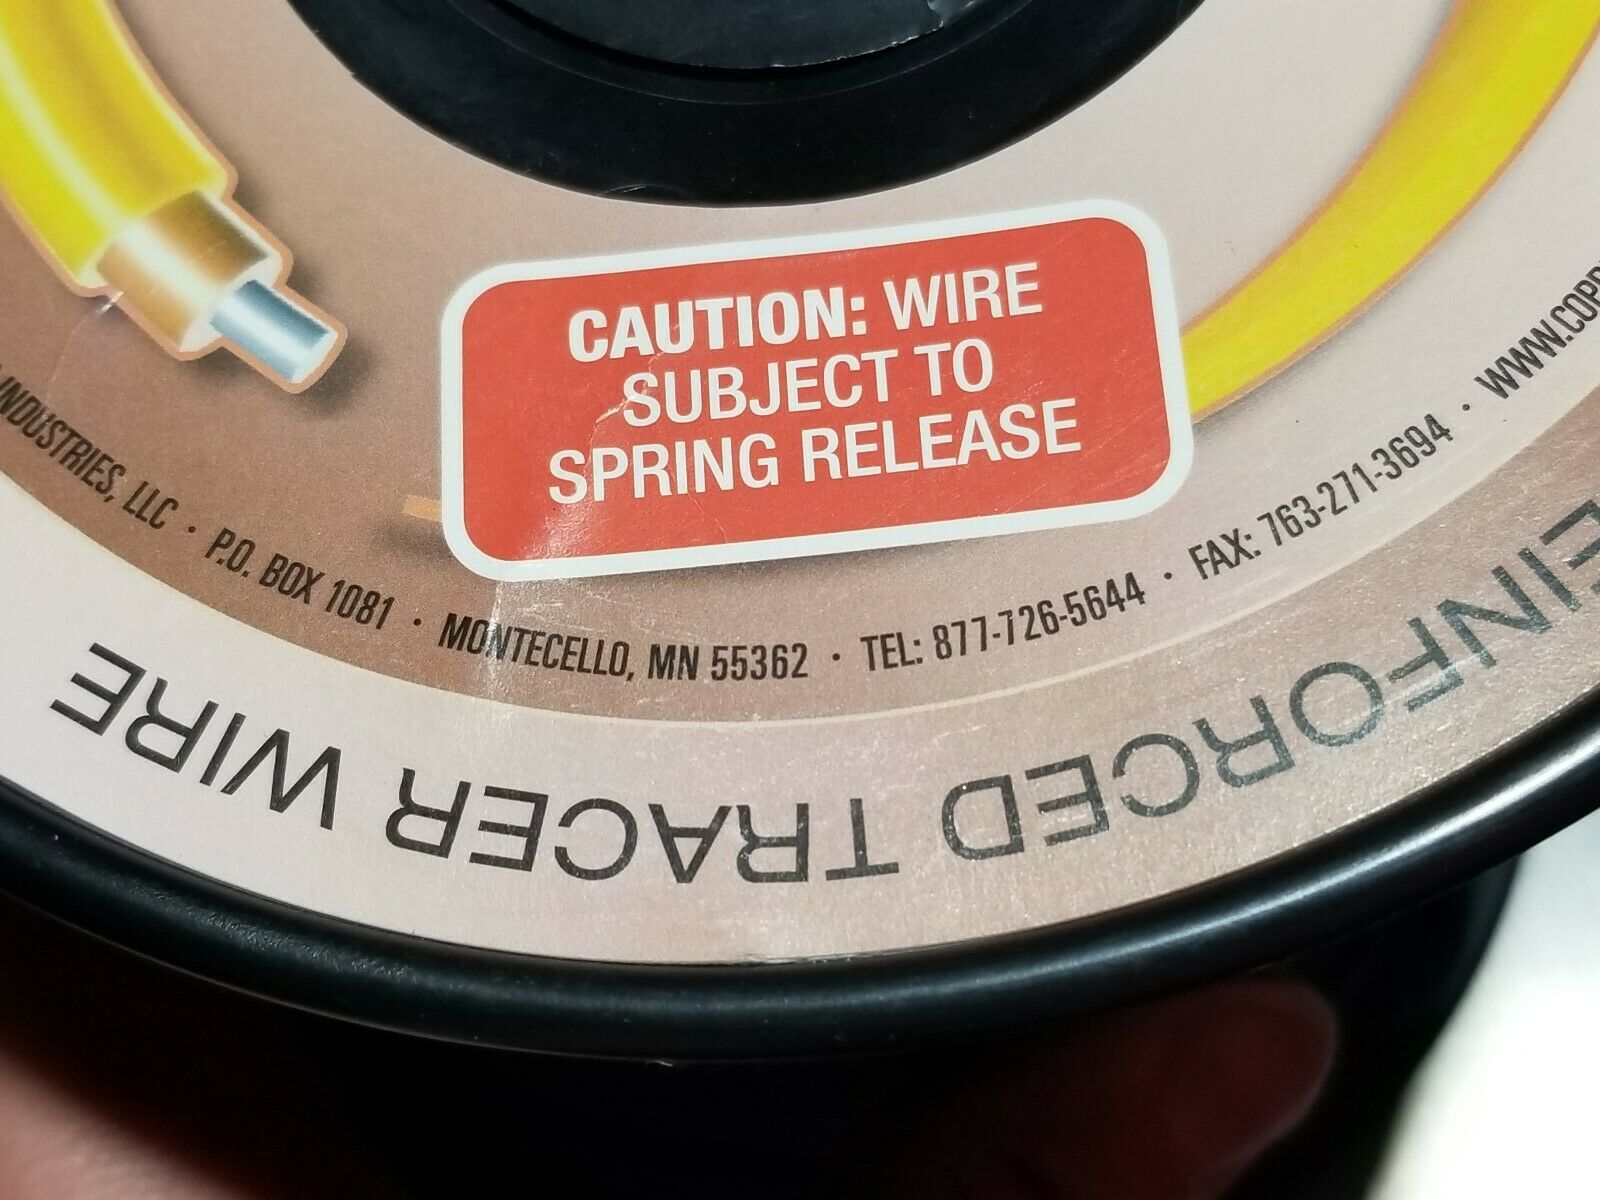 CAUTION: WIRE
SUBJECT TO
SPRING RELEASE
INDUSTRIES, LLC · P.O. BOX 1081 · MONTECELLO, MN 55362 · TEL: 877-726-5644 · FAX: 763-271-3694 · WWW.COPP
EINFORCED TRACER WIRE